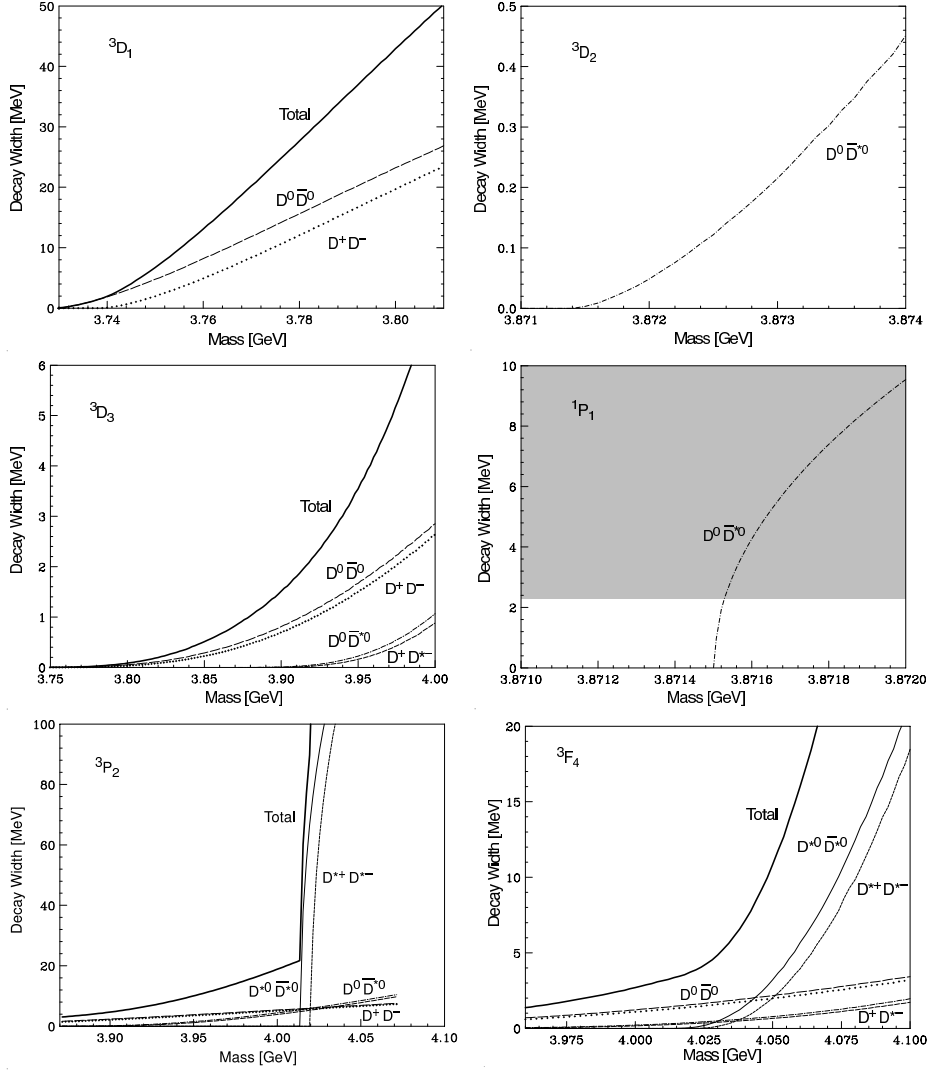 50
40
30
20
10
0
Decay Width [MeV]
³D₁
Total
D⁰D̅⁰
D⁺D⁻
3.74 3.76 3.78 3.80
Mass [GeV]
0.5
0.4
0.3
0.2
0.1
0.0
Decay Width [MeV]
³D₂
D⁰D̅*⁰
3.871 3.872 3.873 3.874
Mass [GeV]
6
5
4
3
2
1
0
Decay Width [MeV]
³D₃
Total
D⁰D̅⁰
D⁺D⁻
D⁰D̅*⁰
D⁺D*⁻
3.75 3.80 3.85 3.90 3.95 4.00
Mass [GeV]
10
8
6
4
2
0
Decay Width [MeV]
¹P₁
D⁰D̅*⁰
3.8710 3.8712 3.8714 3.8716 3.8718 3.8720
Mass [GeV]
100
80
60
40
20
0
Decay Width [MeV]
³P₂
Total
D*⁺D*⁻
D*⁰D̅*⁰
D⁰D̅*⁰
D⁺D⁻
3.90 3.95 4.00 4.05 4.10
Mass [GeV]
20
15
10
5
0
Decay Width [MeV]
³F₄
Total
D*⁰D̅*⁰
D*⁺D*⁻
D⁰D̅⁰
D⁺D*⁻
3.975 4.000 4.025 4.050 4.075 4.100
Mass [GeV]